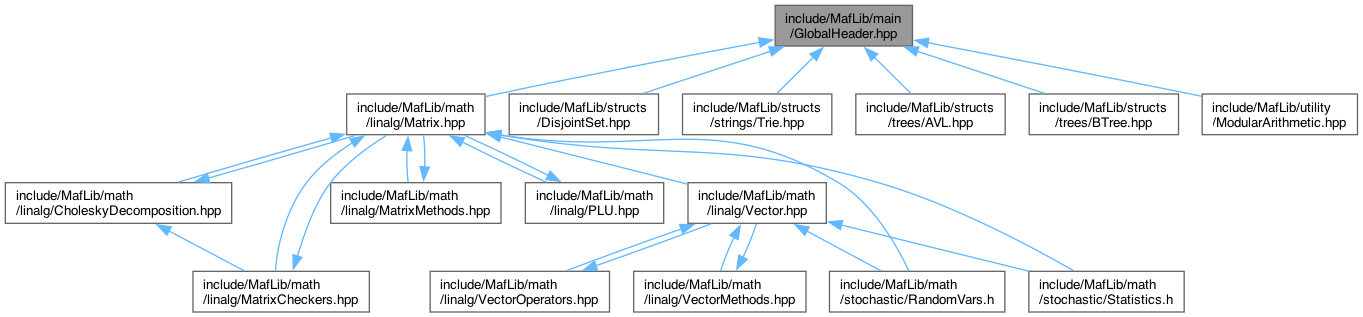 include/MafLib/main
/GlobalHeader.hpp
include/MafLib/math
/linalg/Matrix.hpp
include/MafLib/structs
/DisjointSet.hpp
include/MafLib/structs
/strings/Trie.hpp
include/MafLib/structs
/trees/AVL.hpp
include/MafLib/structs
/trees/BTree.hpp
include/MafLib/utility
/ModularArithmetic.hpp
include/MafLib/math
/linalg/CholeskyDecomposition.hpp
include/MafLib/math
/linalg/MatrixMethods.hpp
include/MafLib/math
/linalg/PLU.hpp
include/MafLib/math
/linalg/Vector.hpp
include/MafLib/math
/linalg/MatrixCheckers.hpp
include/MafLib/math
/linalg/VectorOperators.hpp
include/MafLib/math
/linalg/VectorMethods.hpp
include/MafLib/math
/stochastic/RandomVars.h
include/MafLib/math
/stochastic/Statistics.h